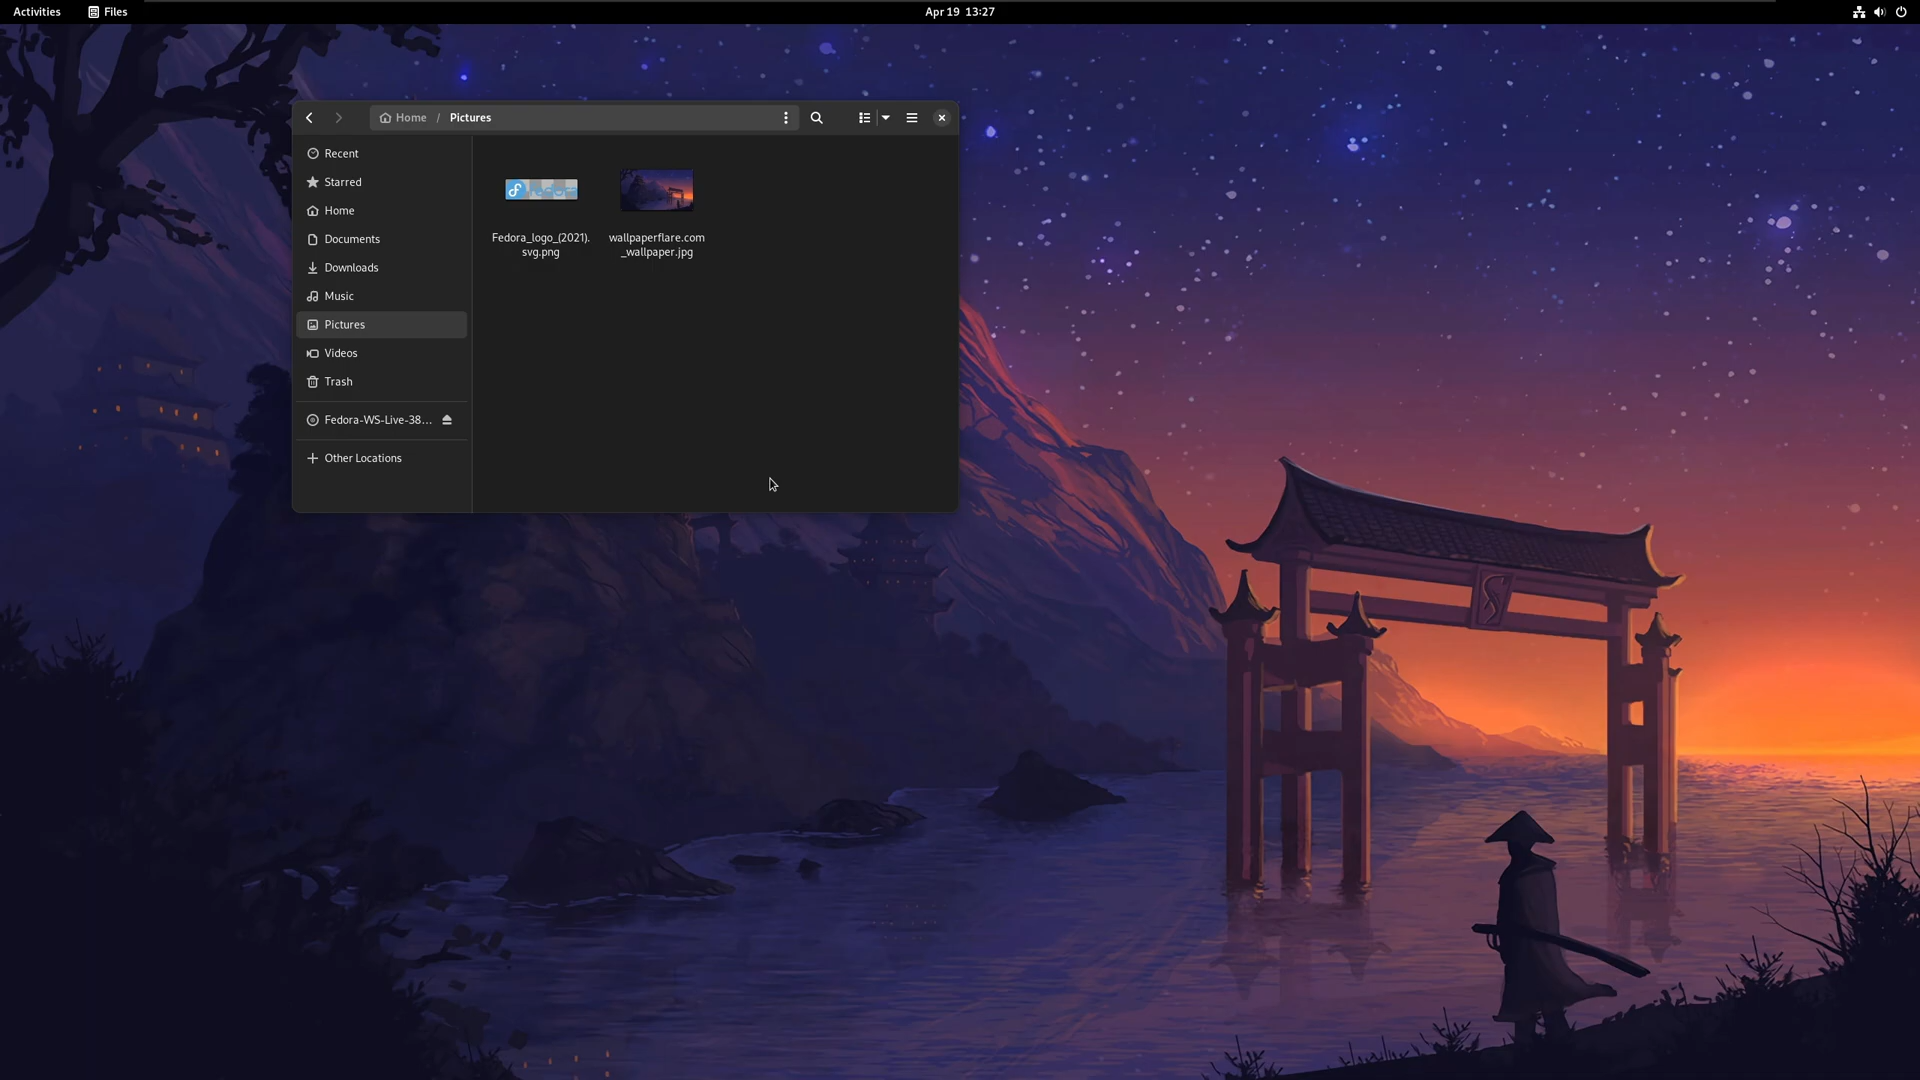 Activities Files Apr 19 13:27
Home / Pictures
Recent
Starred
Home
Documents
Downloads
Music
Pictures
Videos
Trash
Fedora-WS-Live-38...
Other Locations
Fedora_logo_(2021).
svg.png
wallpaperflare.com
_wallpaper.jpg